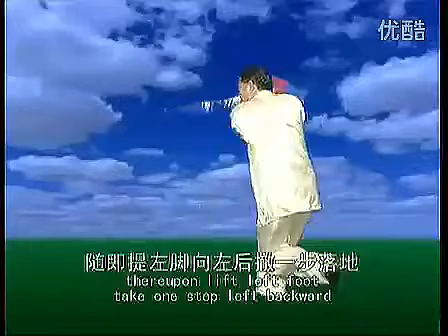 优酷
随即提左脚向左后撤一步落地
thereupon lift left foot
take one step left backward